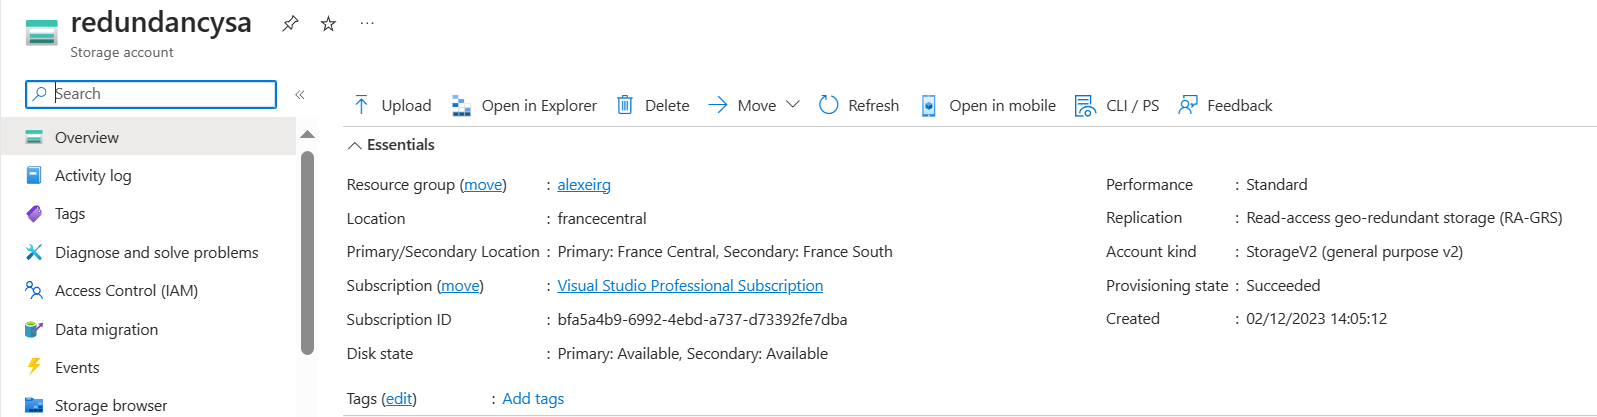 redundancysa
Storage account
Search
Upload Open in Explorer Delete Move Refresh Open in mobile CLI / PS Feedback
Overview
Activity log
Tags
Diagnose and solve problems
Access Control (IAM)
Data migration
Events
Storage browser
Essentials
Resource group (move) : alexeirg
Location : francecentral
Primary/Secondary Location : Primary: France Central, Secondary: France South
Subscription (move) : Visual Studio Professional Subscription
Subscription ID : bfa5a4b9-6992-4ebd-a737-d73392fe7dba
Disk state : Primary: Available, Secondary: Available
Tags (edit) : Add tags
Performance : Standard
Replication : Read-access geo-redundant storage (RA-GRS)
Account kind : StorageV2 (general purpose v2)
Provisioning state : Succeeded
Created : 02/12/2023 14:05:12